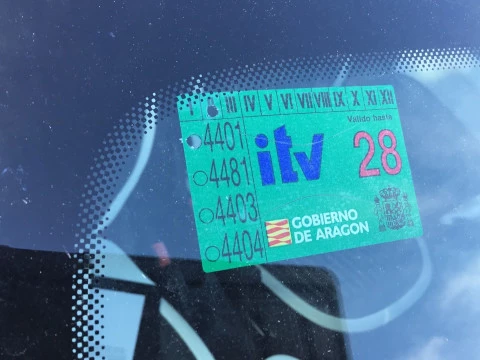 I III IV V VI VII VIII IX X XI XII
4401
Valido hasta
itv
28
4481
4403
GOBIERNO
DE ARAGON
4404